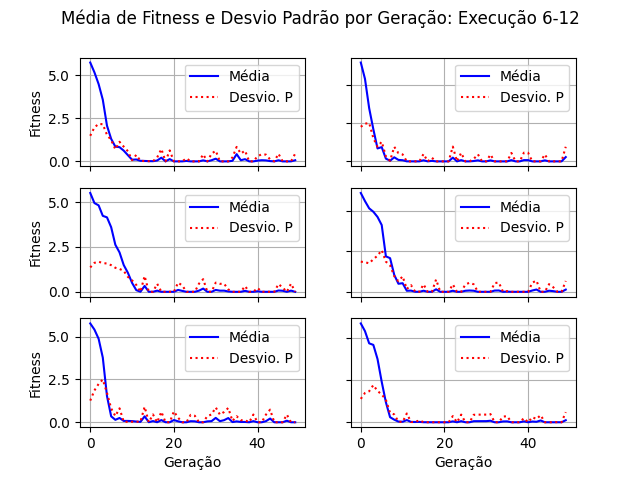 Média de Fitness e Desvio Padrão por Geração: Execução 6-12
Fitness
5.0
2.5
0.0
Média
Desvio. P
Média
Desvio. P
Fitness
5.0
2.5
0.0
Média
Desvio. P
Média
Desvio. P
Fitness
5.0
2.5
0.0
Média
Desvio. P
Média
Desvio. P
0 20 40
0 20 40
Geração
Geração